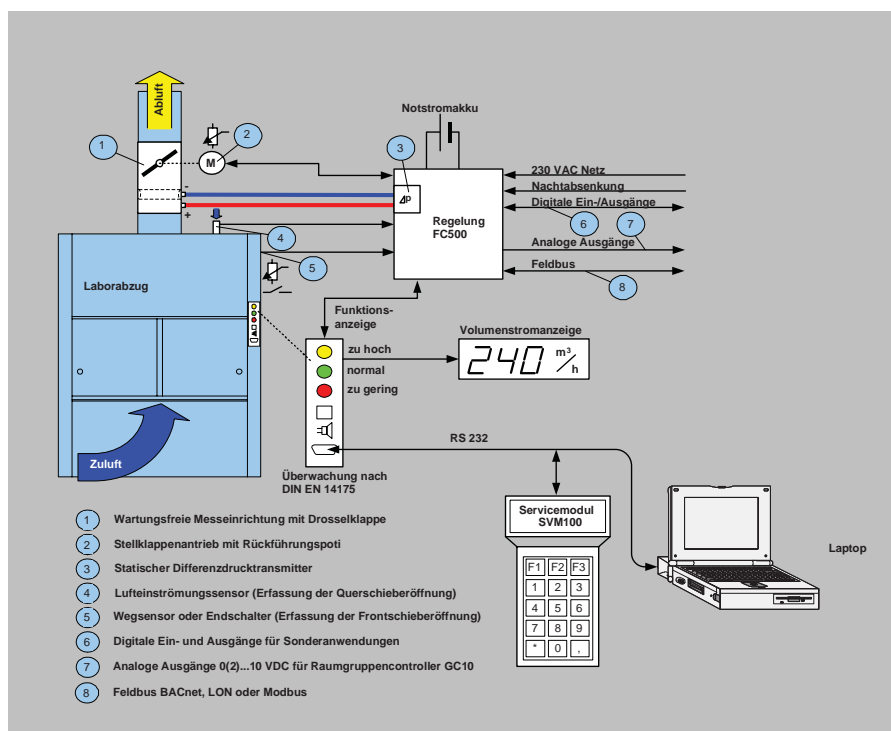 Abluft
Notstromakku
1
2
3
M
230 VAC Netz
Nachtabsenkung
Digitale Ein-/Ausgänge
-
+
Δp
Regelung
FC500
6
7
4
Analoge Ausgänge
5
Feldbus
8
Laborabzug
Funktions-
anzeige
Volumenstromanzeige
zu hoch
normal
zu gering
240 m³/h
RS 232
Zuluft
Überwachung nach
DIN EN 14175
Servicemodul
SVM100
Laptop
F1 F2 F3
1 2 3
4 5 6
7 8 9
* 0 ,
1 Wartungsfreie Messeinrichtung mit Drosselklappe
2 Stellklappenantrieb mit Rückführungspoti
3 Statischer Differenzdrucktransmitter
4 Lufteinströmungssensor (Erfassung der Querschieberöffnung)
5 Wegsensor oder Endschalter (Erfassung der Frontschieberöffnung)
6 Digitale Ein- und Ausgänge für Sonderanwendungen
7 Analoge Ausgänge 0(2)...10 VDC für Raumgruppencontroller GC10
8 Feldbus BACnet, LON oder Modbus